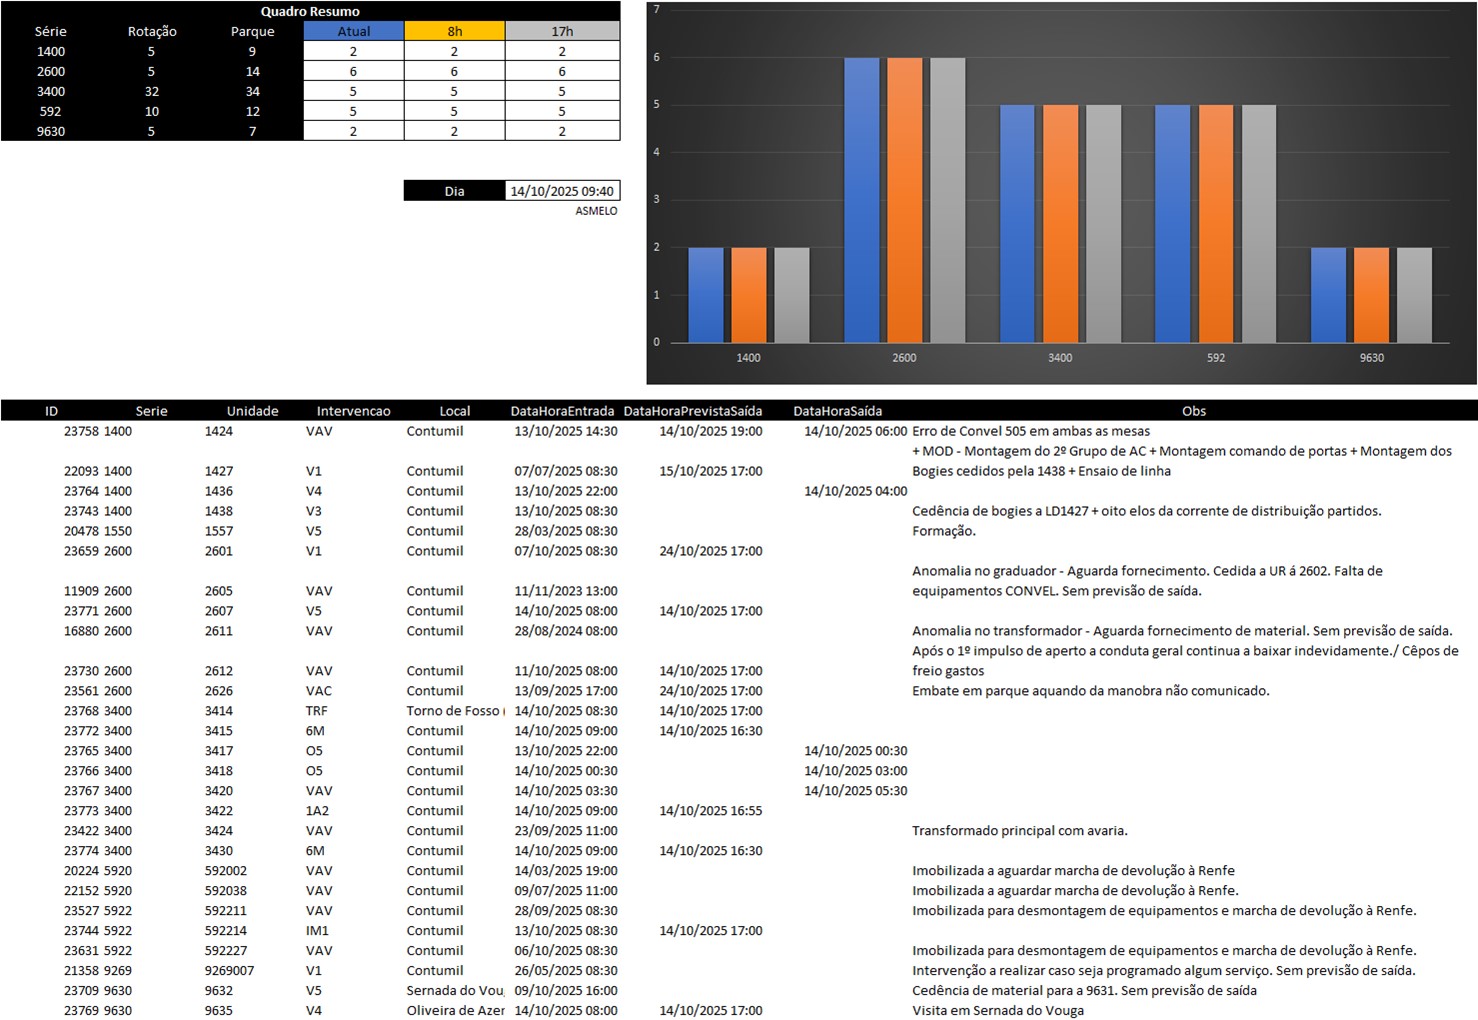 Quadro Resumo
Série Rotação Parque Atual 8h 17h
1400 5 9 2 2 2
2600 5 14 6 6 6
3400 32 34 5 5 5
592 10 12 5 5 5
9630 5 7 2 2 2
Dia 14/10/2025 09:40
ASMELO
7
6
5
4
3
2
1
0
1400 2600 3400 592 9630
ID Serie Unidade Intervencao Local DataHoraEntrada DataHoraPrevistaSaída DataHoraSaída Obs
23758 1400 1424 VAV Contumil 13/10/2025 14:30 14/10/2025 19:00 14/10/2025 06:00 Erro de Convel 505 em ambas as mesas
+ MOD - Montagem do 2º Grupo de AC + Montagem comando de portas + Montagem dos
22093 1400 1427 V1 Contumil 07/07/2025 08:30 15/10/2025 17:00 Bogies cedidos pela 1438 + Ensaio de linha
23764 1400 1436 V4 Contumil 13/10/2025 22:00 14/10/2025 04:00
23743 1400 1438 V3 Contumil 13/10/2025 08:30 Cedência de bogies a LD1427 + oito elos da corrente de distribuição partidos.
20478 1550 1557 V5 Contumil 28/03/2025 08:30 Formação.
23659 2600 2601 V1 Contumil 07/10/2025 08:30 24/10/2025 17:00
Anomalia no graduador - Aguarda fornecimento. Cedida a UR á 2602. Falta de
11909 2600 2605 VAV Contumil 11/11/2023 13:00 equipamentos CONVEL. Sem previsão de saída.
23771 2600 2607 V5 Contumil 14/10/2025 08:00 14/10/2025 17:00
16880 2600 2611 VAV Contumil 28/08/2024 08:00 Anomalia no transformador - Aguarda fornecimento de material. Sem previsão de saída.
Após o 1º impulso de aperto a conduta geral continua a baixar indevidamente./ Cêpos de
23730 2600 2612 VAV Contumil 11/10/2025 08:00 14/10/2025 17:00 freio gastos
23561 2600 2626 VAC Contumil 13/09/2025 17:00 24/10/2025 17:00 Embate em parque aquando da manobra não comunicado.
23768 3400 3414 TRF Torno de Fosso ( 14/10/2025 08:30 14/10/2025 17:00
23772 3400 3415 6M Contumil 14/10/2025 09:00 14/10/2025 16:30
23765 3400 3417 O5 Contumil 13/10/2025 22:00 14/10/2025 00:30
23766 3400 3418 O5 Contumil 14/10/2025 00:30 14/10/2025 03:00
23767 3400 3420 VAV Contumil 14/10/2025 03:30 14/10/2025 05:30
23773 3400 3422 1A2 Contumil 14/10/2025 09:00 14/10/2025 16:55
23422 3400 3424 VAV Contumil 23/09/2025 11:00 Transformado principal com avaria.
23774 3400 3430 6M Contumil 14/10/2025 09:00 14/10/2025 16:30
20224 5920 592002 VAV Contumil 14/03/2025 19:00 Imobilizada a aguardar marcha de devolução à Renfe
22152 5920 592038 VAV Contumil 09/07/2025 11:00 Imobilizada a aguardar marcha de devolução à Renfe.
23527 5922 592211 VAV Contumil 28/09/2025 08:30 Imobilizada para desmontagem de equipamentos e marcha de devolução à Renfe.
23744 5922 592214 IM1 Contumil 13/10/2025 08:30 14/10/2025 17:00
23631 5922 592227 VAV Contumil 06/10/2025 08:30 Imobilizada para desmontagem de equipamentos e marcha de devolução à Renfe.
21358 9269 9269007 V1 Contumil 26/05/2025 08:30 Intervenção a realizar caso seja programado algum serviço. Sem previsão de saída.
23709 9630 9632 V5 Sernada do Vou 09/10/2025 16:00 Cedência de material para a 9631. Sem previsão de saída
23769 9630 9635 V4 Oliveira de Azer 14/10/2025 08:00 14/10/2025 17:00 Visita em Sernada do Vouga